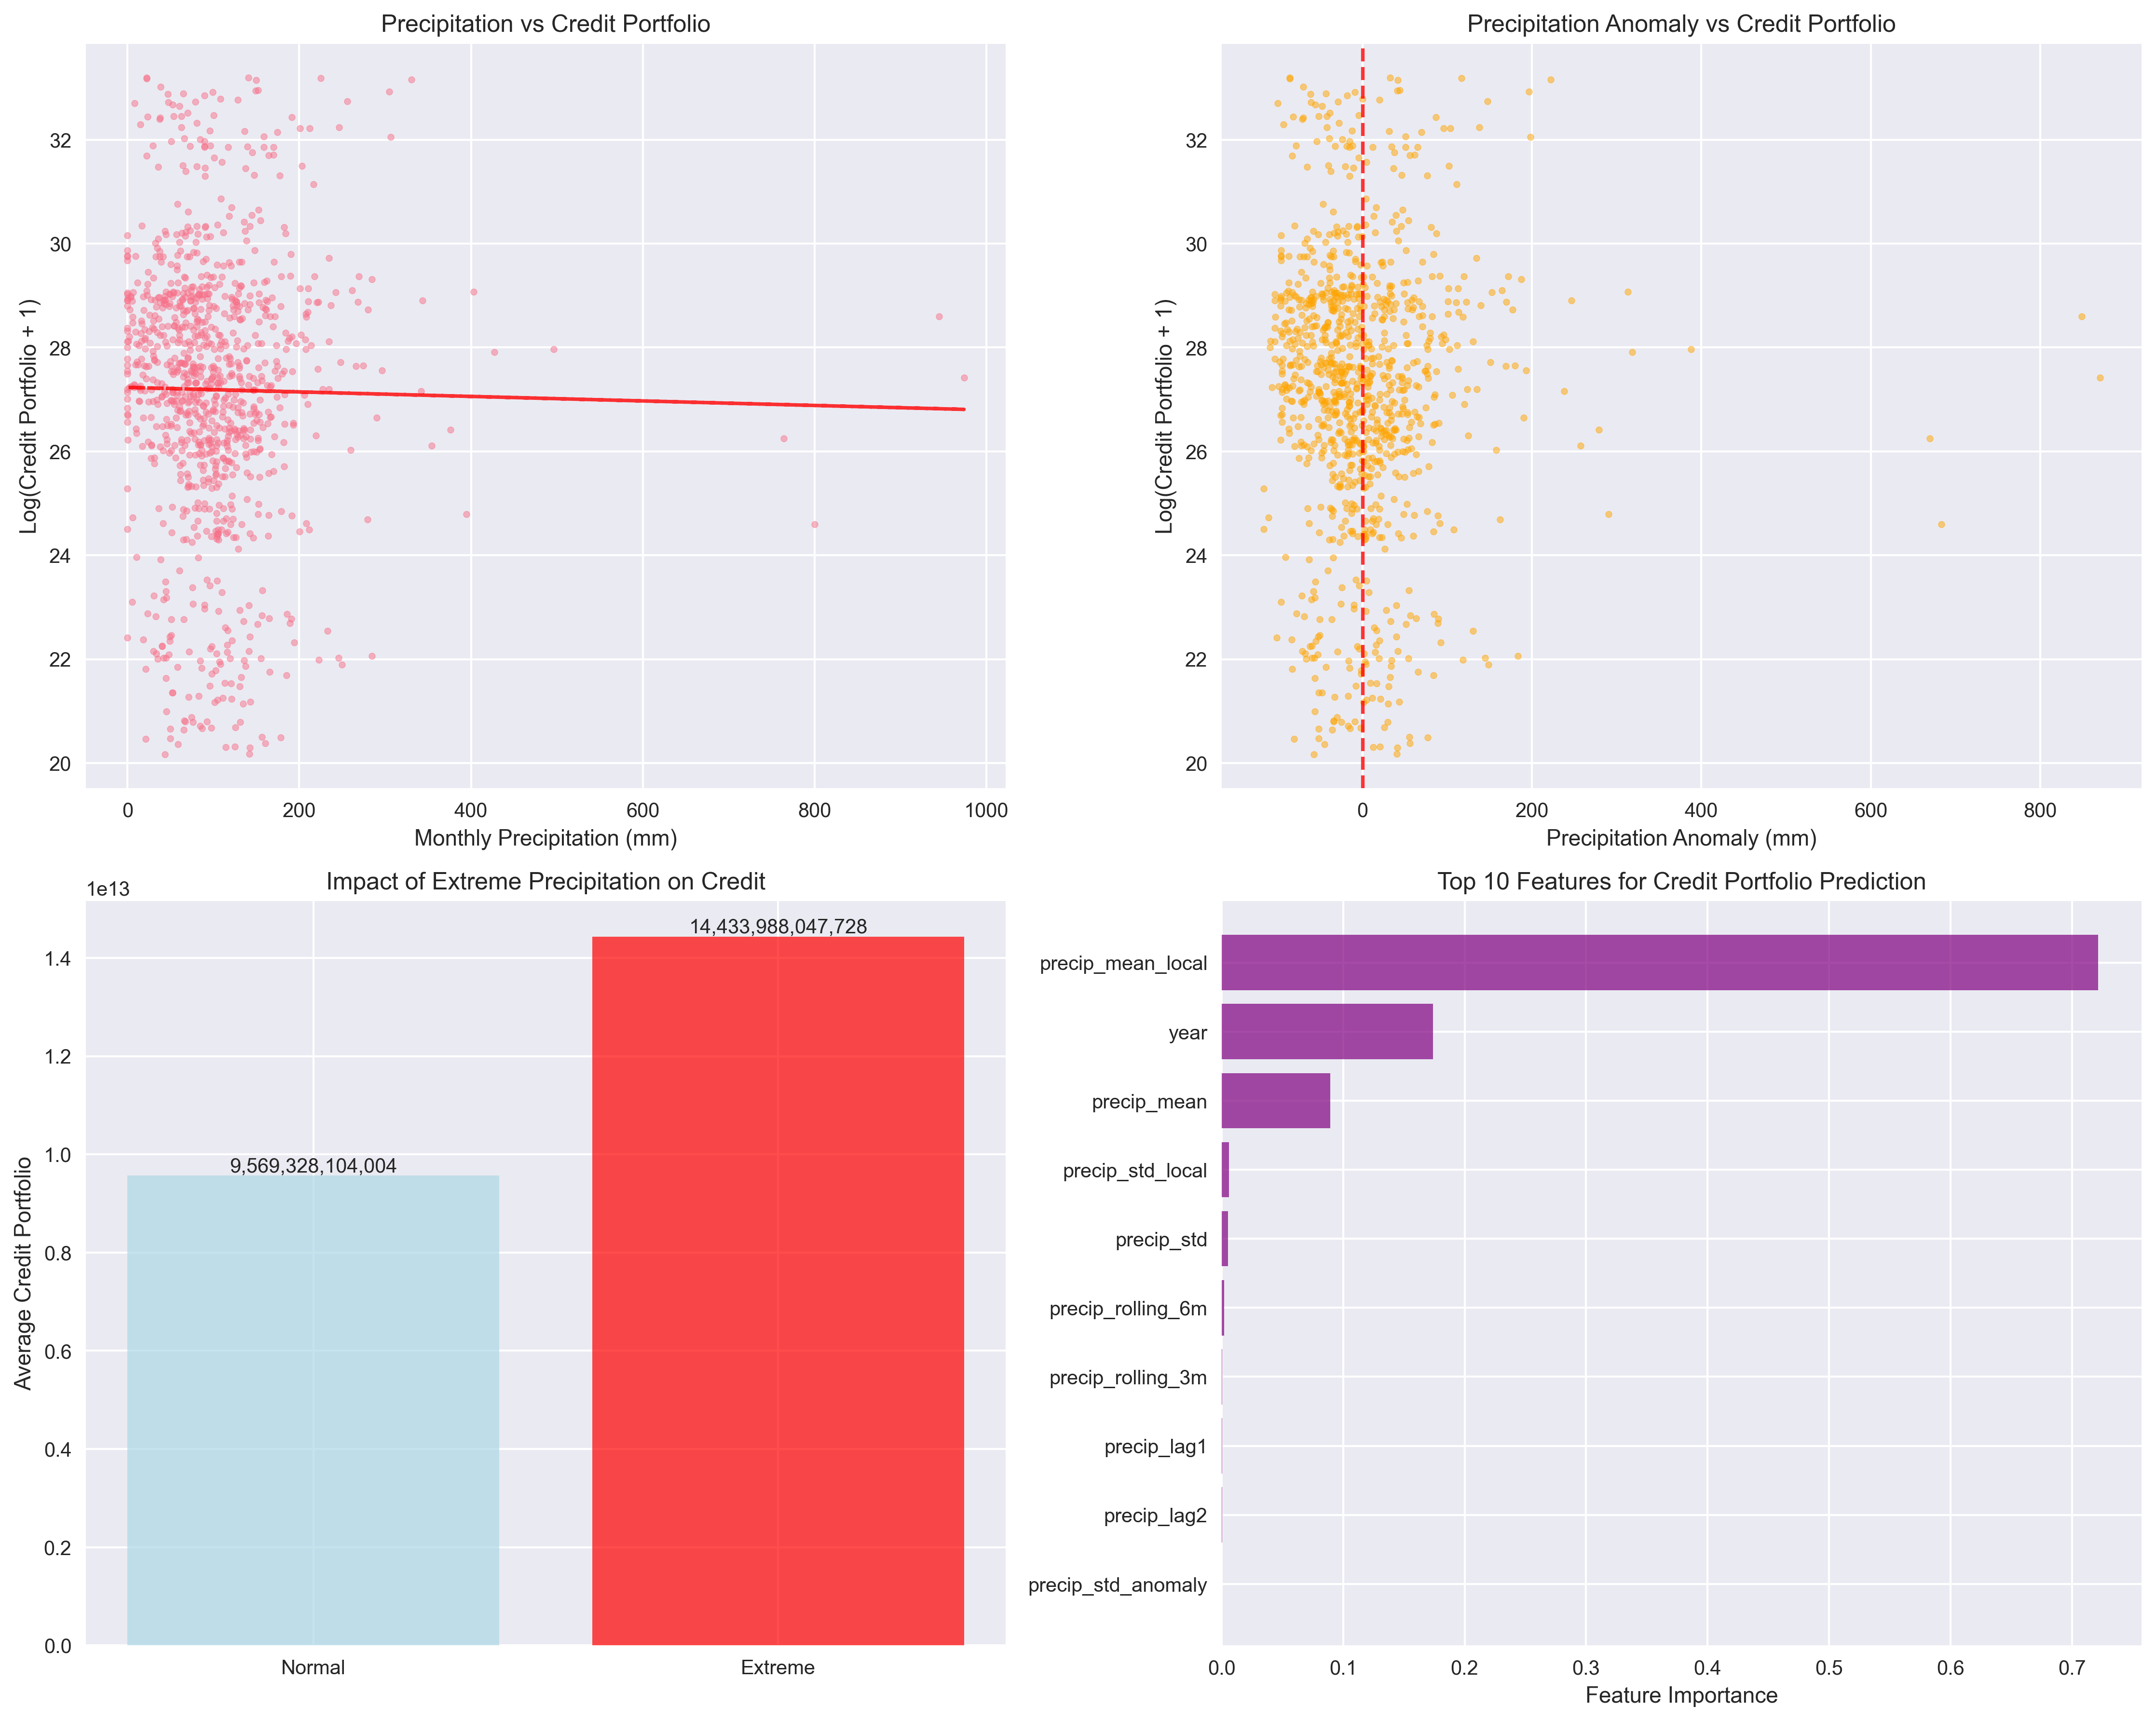 Precipitation vs Credit Portfolio
Log(Credit Portfolio + 1)
32
30
28
26
24
22
20
0 200 400 600 800 1000
Monthly Precipitation (mm)
Precipitation Anomaly vs Credit Portfolio
Log(Credit Portfolio + 1)
32
30
28
26
24
22
20
0 200 400 600 800
Precipitation Anomaly (mm)
Impact of Extreme Precipitation on Credit
1e13
Average Credit Portfolio
1.4
1.2
1.0
0.8
0.6
0.4
0.2
0.0
9,569,328,104,004
14,433,988,047,728
Normal Extreme
Top 10 Features for Credit Portfolio Prediction
precip_mean_local
year
precip_mean
precip_std_local
precip_std
precip_rolling_6m
precip_rolling_3m
precip_lag1
precip_lag2
precip_std_anomaly
0.0 0.1 0.2 0.3 0.4 0.5 0.6 0.7
Feature Importance